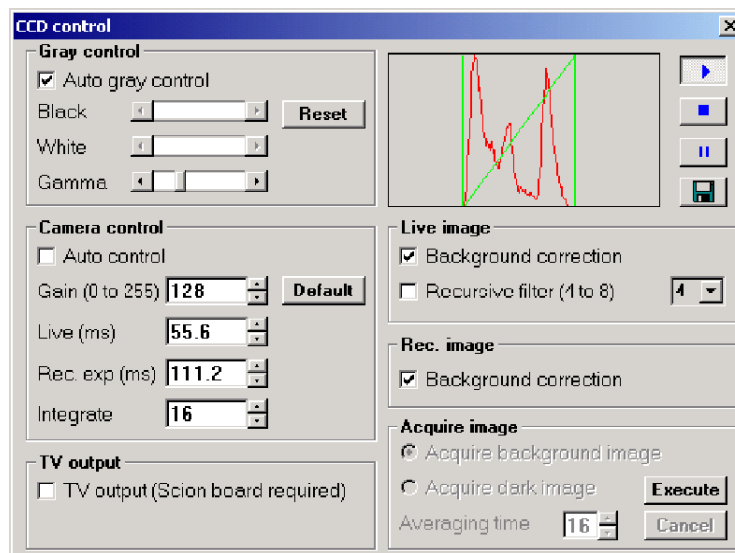 CCD control
Gray control
Auto gray control
Black
Reset
White
Gamma
Camera control
Auto control
Gain (0 to 255) 128 Default
Live (ms) 55.6
Rec. exp (ms) 111.2
Integrate 16
TV output
TV output (Scion board required)
Live image
Background correction
Recursive filter (4 to 8) 4
Rec. image
Background correction
Acquire image
Acquire background image
Acquire dark image Execute
Averaging time 16 Cancel